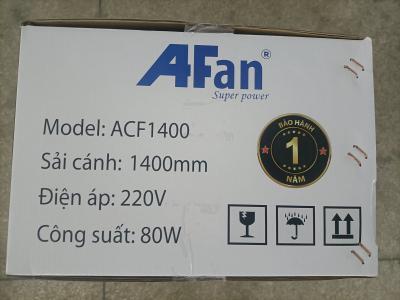 AFan®
Super power
Model: ACF1400
Sải cánh: 1400mm
Điện áp: 220V
Công suất: 80W
BẢO HÀNH
1
NĂM